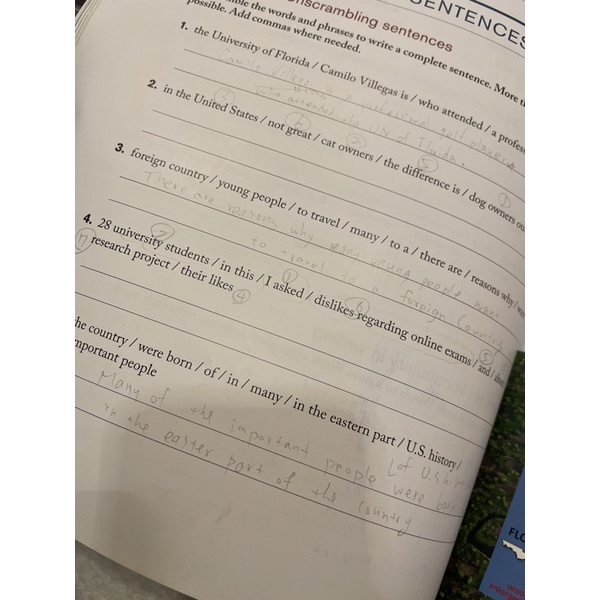 SENTENCES
nscrambling sentences
ble the words and phrases to write a complete sentence. More th
possible. Add commas where needed.
1. the University of Florida / Camilo Villegas is / who attended / a profess
Camilo Villegas is a professional golf player
who attended the UN of Florida.
2. in the United States / not great / cat owners / the difference is / dog owners ou
3. foreign country / young people / to travel / many / to a / there are / reasons why /
There are reasons why many young people want
to travel to a foreign country
4. 28 university students / in this / I asked / dislikes regarding online exams / and /
research project / their likes
he country / were born / of / in / many / in the eastern part / U.S. history /
mportant people
Many of the important people [of U.S history
in the easter part of the country were born